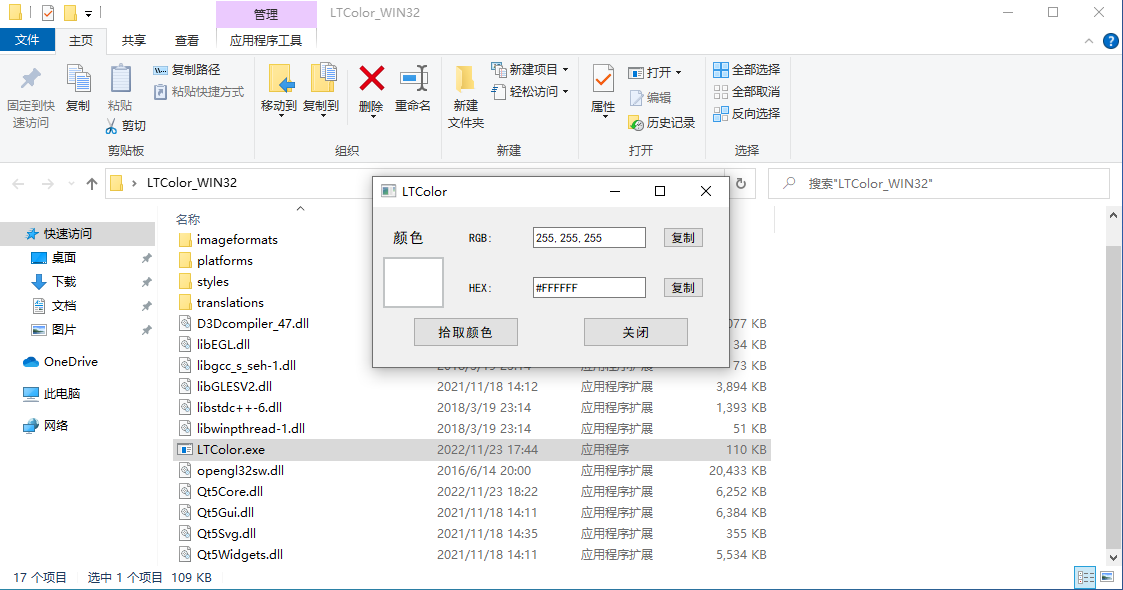 管理
LTColor_WIN32
文件
主页
共享
查看
应用程序工具
固定到快
速访问
复制
粘贴
复制路径
粘贴快捷方式
剪切
剪贴板
移动到
复制到
删除
重命名
组织
新建
文件夹
新建项目
轻松访问
新建
属性
打开
编辑
历史记录
打开
全部选择
全部取消
反向选择
选择
LTColor_WIN32
搜索"LTColor_WIN32"
快速访问
桌面
下载
文档
图片
OneDrive
此电脑
网络
LTColor
颜色
RGB:
255,255,255
复制
HEX:
#FFFFFF
复制
拾取颜色
关闭
名称
imageformats
platforms
styles
translations
D3Dcompiler_47.dll 077 KB
libEGL.dll 34 KB
libgcc_s_seh-1.dll 2018/3/19 23:14 应用程序扩展 73 KB
libGLESV2.dll 2021/11/18 14:12 应用程序扩展 3,894 KB
libstdc++-6.dll 2018/3/19 23:14 应用程序扩展 1,393 KB
libwinpthread-1.dll 2018/3/19 23:14 应用程序扩展 51 KB
LTColor.exe 2022/11/23 17:44 应用程序 110 KB
opengl32sw.dll 2016/6/14 20:00 应用程序扩展 20,433 KB
Qt5Core.dll 2022/11/23 18:22 应用程序扩展 6,252 KB
Qt5Gui.dll 2021/11/18 14:11 应用程序扩展 6,384 KB
Qt5Svg.dll 2021/11/18 14:35 应用程序扩展 355 KB
Qt5Widgets.dll 2021/11/18 14:11 应用程序扩展 5,534 KB
17 个项目 选中 1 个项目 109 KB